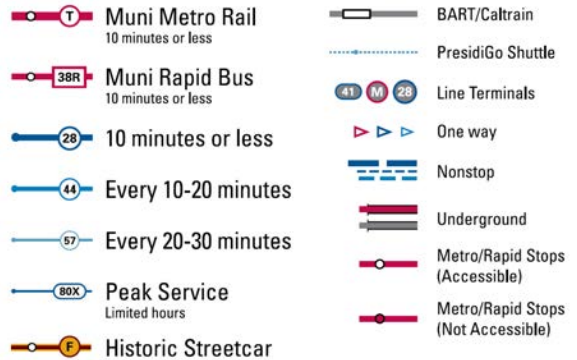 T Muni Metro Rail
10 minutes or less
38R Muni Rapid Bus
10 minutes or less
28 10 minutes or less
44 Every 10-20 minutes
57 Every 20-30 minutes
80X Peak Service
Limited hours
F Historic Streetcar
BART/Caltrain
PresidiGo Shuttle
41 M 28 Line Terminals
One way
Nonstop
Underground
Metro/Rapid Stops
(Accessible)
Metro/Rapid Stops
(Not Accessible)